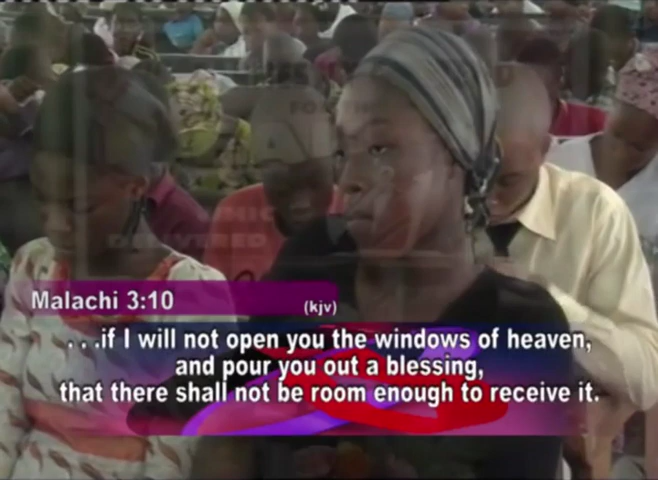 Malachi 3:10
(kjv)
. . .if I will not open you the windows of heaven,
and pour you out a blessing,
that there shall not be room enough to receive it.
DELIVERED